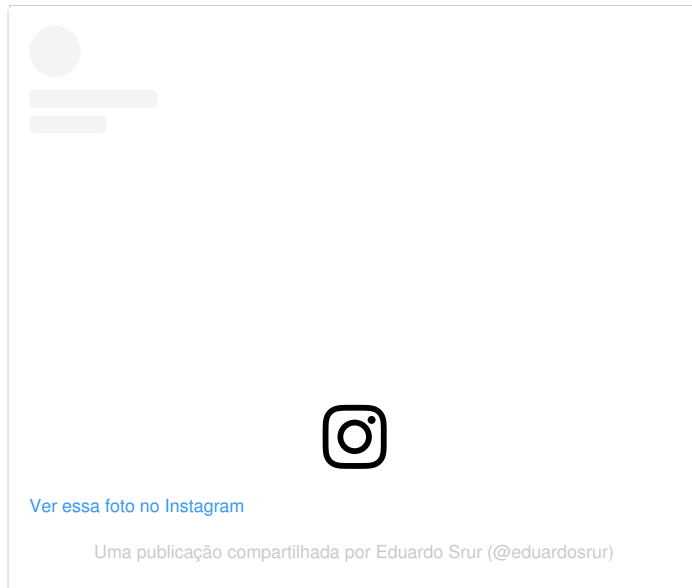 Ver essa foto no Instagram
Uma publicação compartilhada por Eduardo Srur (@eduardosrur)